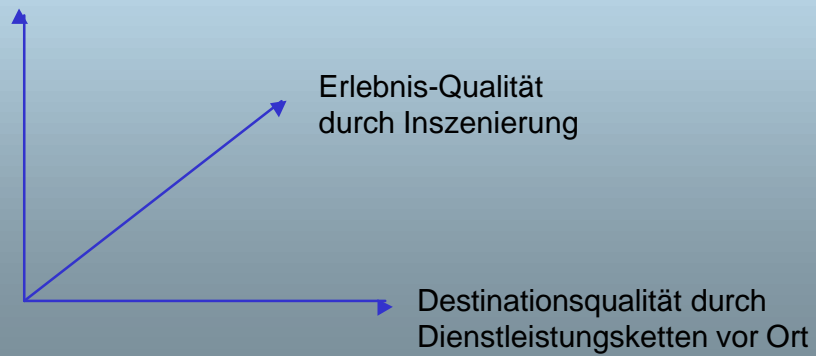 Erlebnis-Qualität
durch Inszenierung
Destinationsqualität durch
Dienstleistungsketten vor Ort